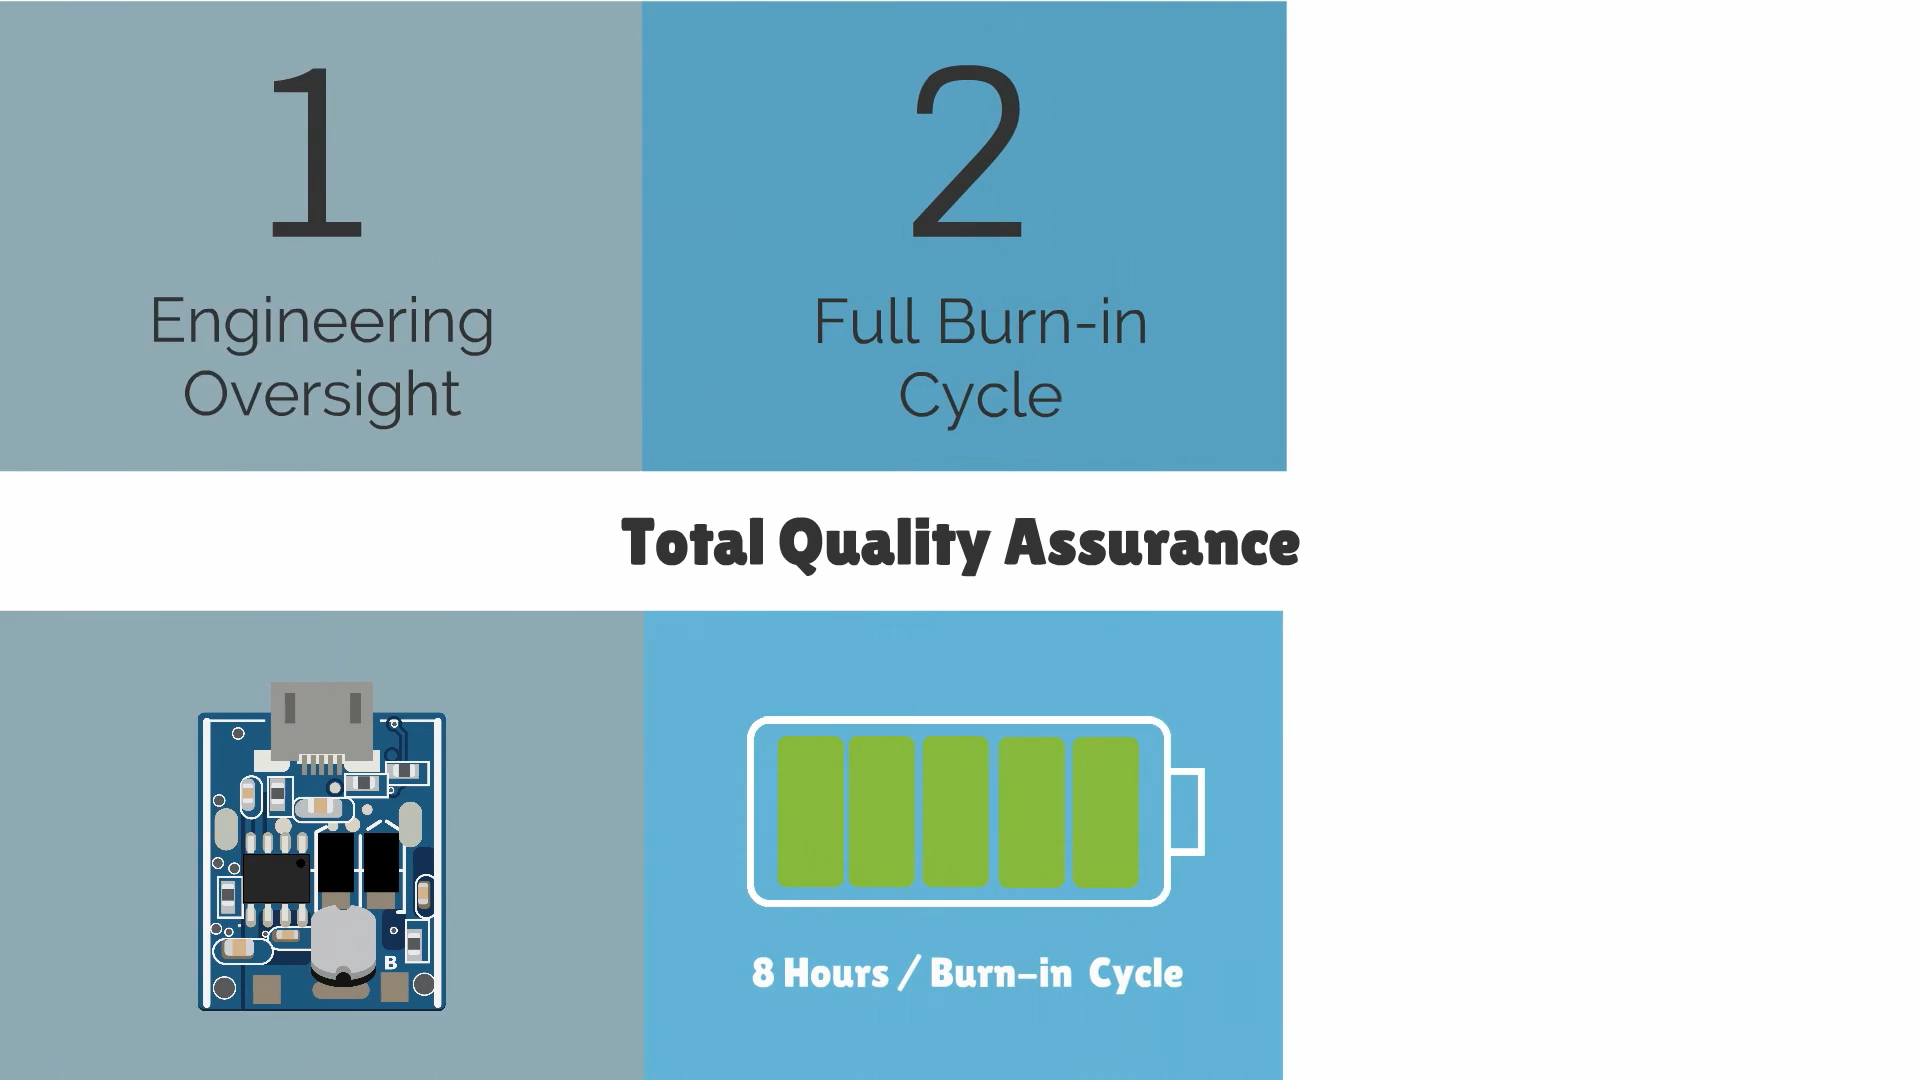 1
Engineering
Oversight
2
Full Burn-in
Cycle
Total Quality Assurance
B
8 Hours / Burn-in Cycle